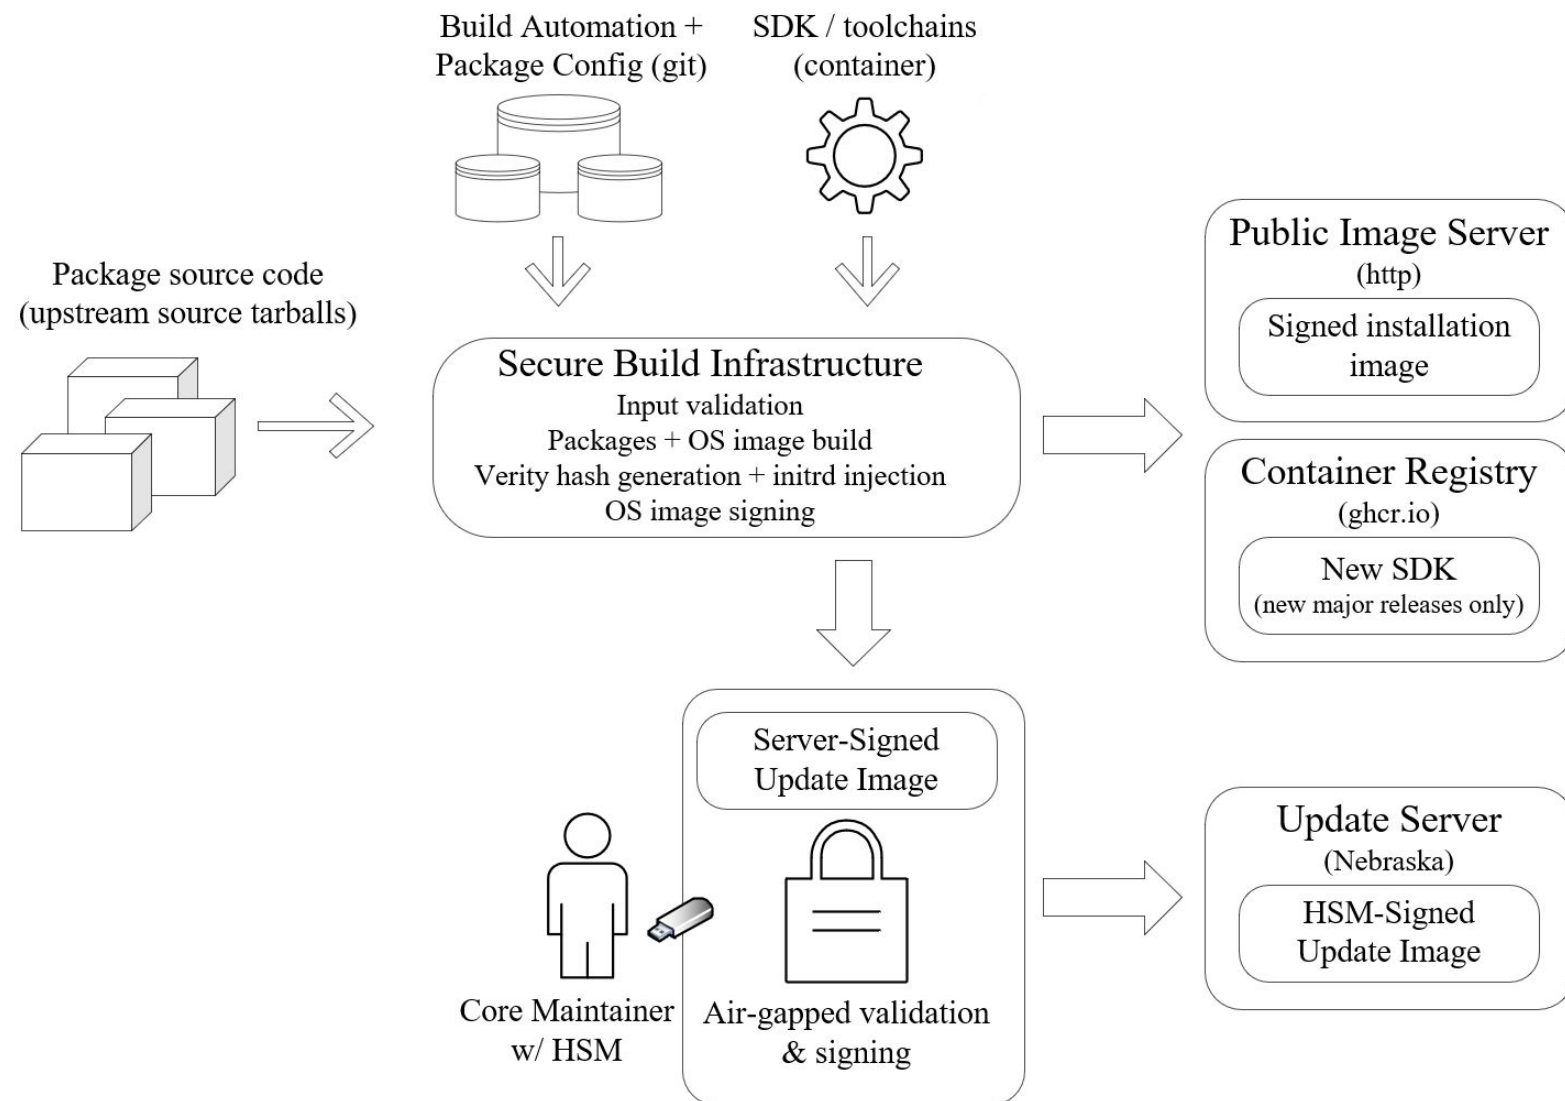 Build Automation +
Package Config (git)
SDK / toolchains
(container)
Package source code
(upstream source tarballs)
Secure Build Infrastructure
Input validation
Packages + OS image build
Verity hash generation + initrd injection
OS image signing
Public Image Server
(http)
Signed installation
image
Container Registry
(ghcr.io)
New SDK
(new major releases only)
Server-Signed
Update Image
Core Maintainer
w/ HSM
Air-gapped validation
& signing
Update Server
(Nebraska)
HSM-Signed
Update Image